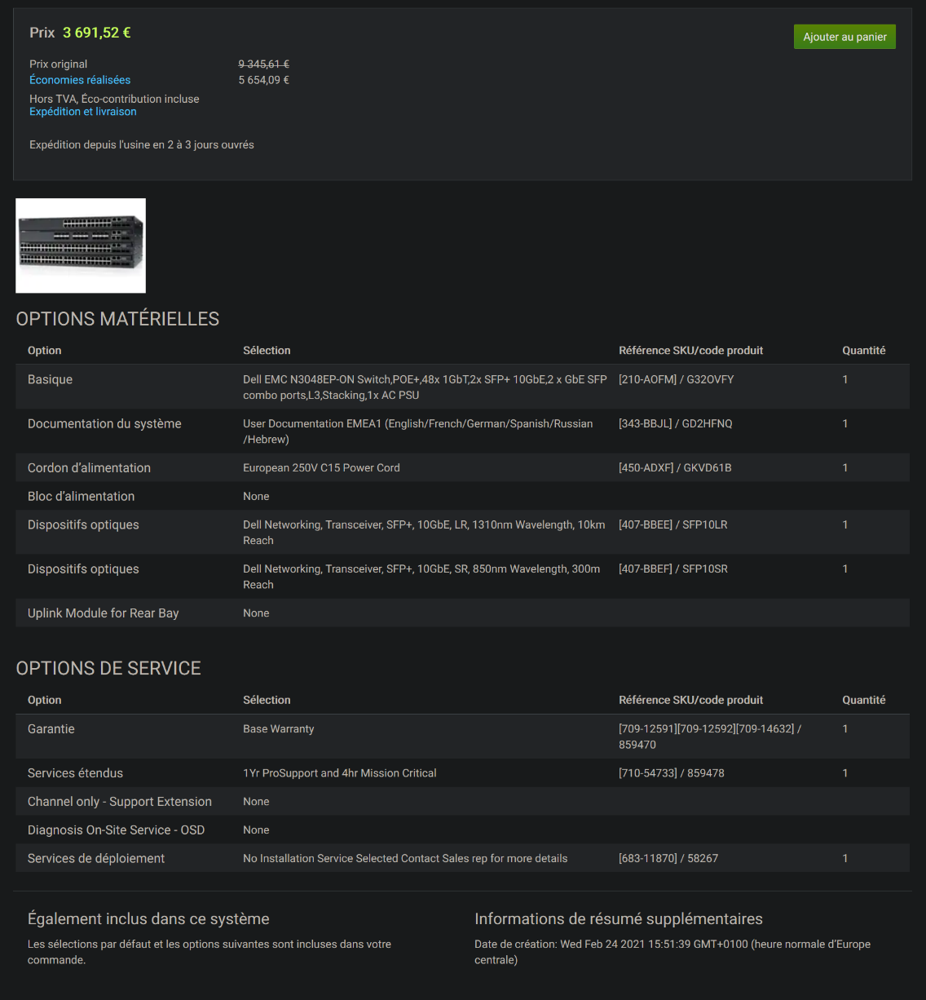 Prix 3 691,52 €
Ajouter au panier
Prix original 9 345,61 €
Économies réalisées 5 654,09 €
Hors TVA, Éco-contribution incluse
Expédition et livraison
Expédition depuis l'usine en 2 à 3 jours ouvrés
OPTIONS MATÉRIELLES
Option Sélection Référence SKU/code produit Quantité
Basique Dell EMC N3048EP-ON Switch,POE+,48x 1GbT,2x SFP+ 10GbE,2 x GbE SFP [210-AOFM] / G32OVFY 1
combo ports,L3,Stacking,1x AC PSU
Documentation du système User Documentation EMEA1 (English/French/German/Spanish/Russian [343-BBJL] / GD2HFNQ 1
/Hebrew)
Cordon d’alimentation European 250V C15 Power Cord [450-ADXF] / GKVD61B 1
Bloc d’alimentation None
Dispositifs optiques Dell Networking, Transceiver, SFP+, 10GbE, LR, 1310nm Wavelength, 10km [407-BBEE] / SFP10LR 1
Reach
Dispositifs optiques Dell Networking, Transceiver, SFP+, 10GbE, SR, 850nm Wavelength, 300m [407-BBEF] / SFP10SR 1
Reach
Uplink Module for Rear Bay None
OPTIONS DE SERVICE
Option Sélection Référence SKU/code produit Quantité
Garantie Base Warranty [709-12591][709-12592][709-14632] / 1
859470
Services étendus 1Yr ProSupport and 4hr Mission Critical [710-54733] / 859478 1
Channel only - Support Extension None
Diagnosis On-Site Service - OSD None
Services de déploiement No Installation Service Selected Contact Sales rep for more details [683-11870] / 58267 1
Également inclus dans ce système
Les sélections par défaut et les options suivantes sont incluses dans votre
commande.
Informations de résumé supplémentaires
Date de création: Wed Feb 24 2021 15:51:39 GMT+0100 (heure normale d’Europe
centrale)